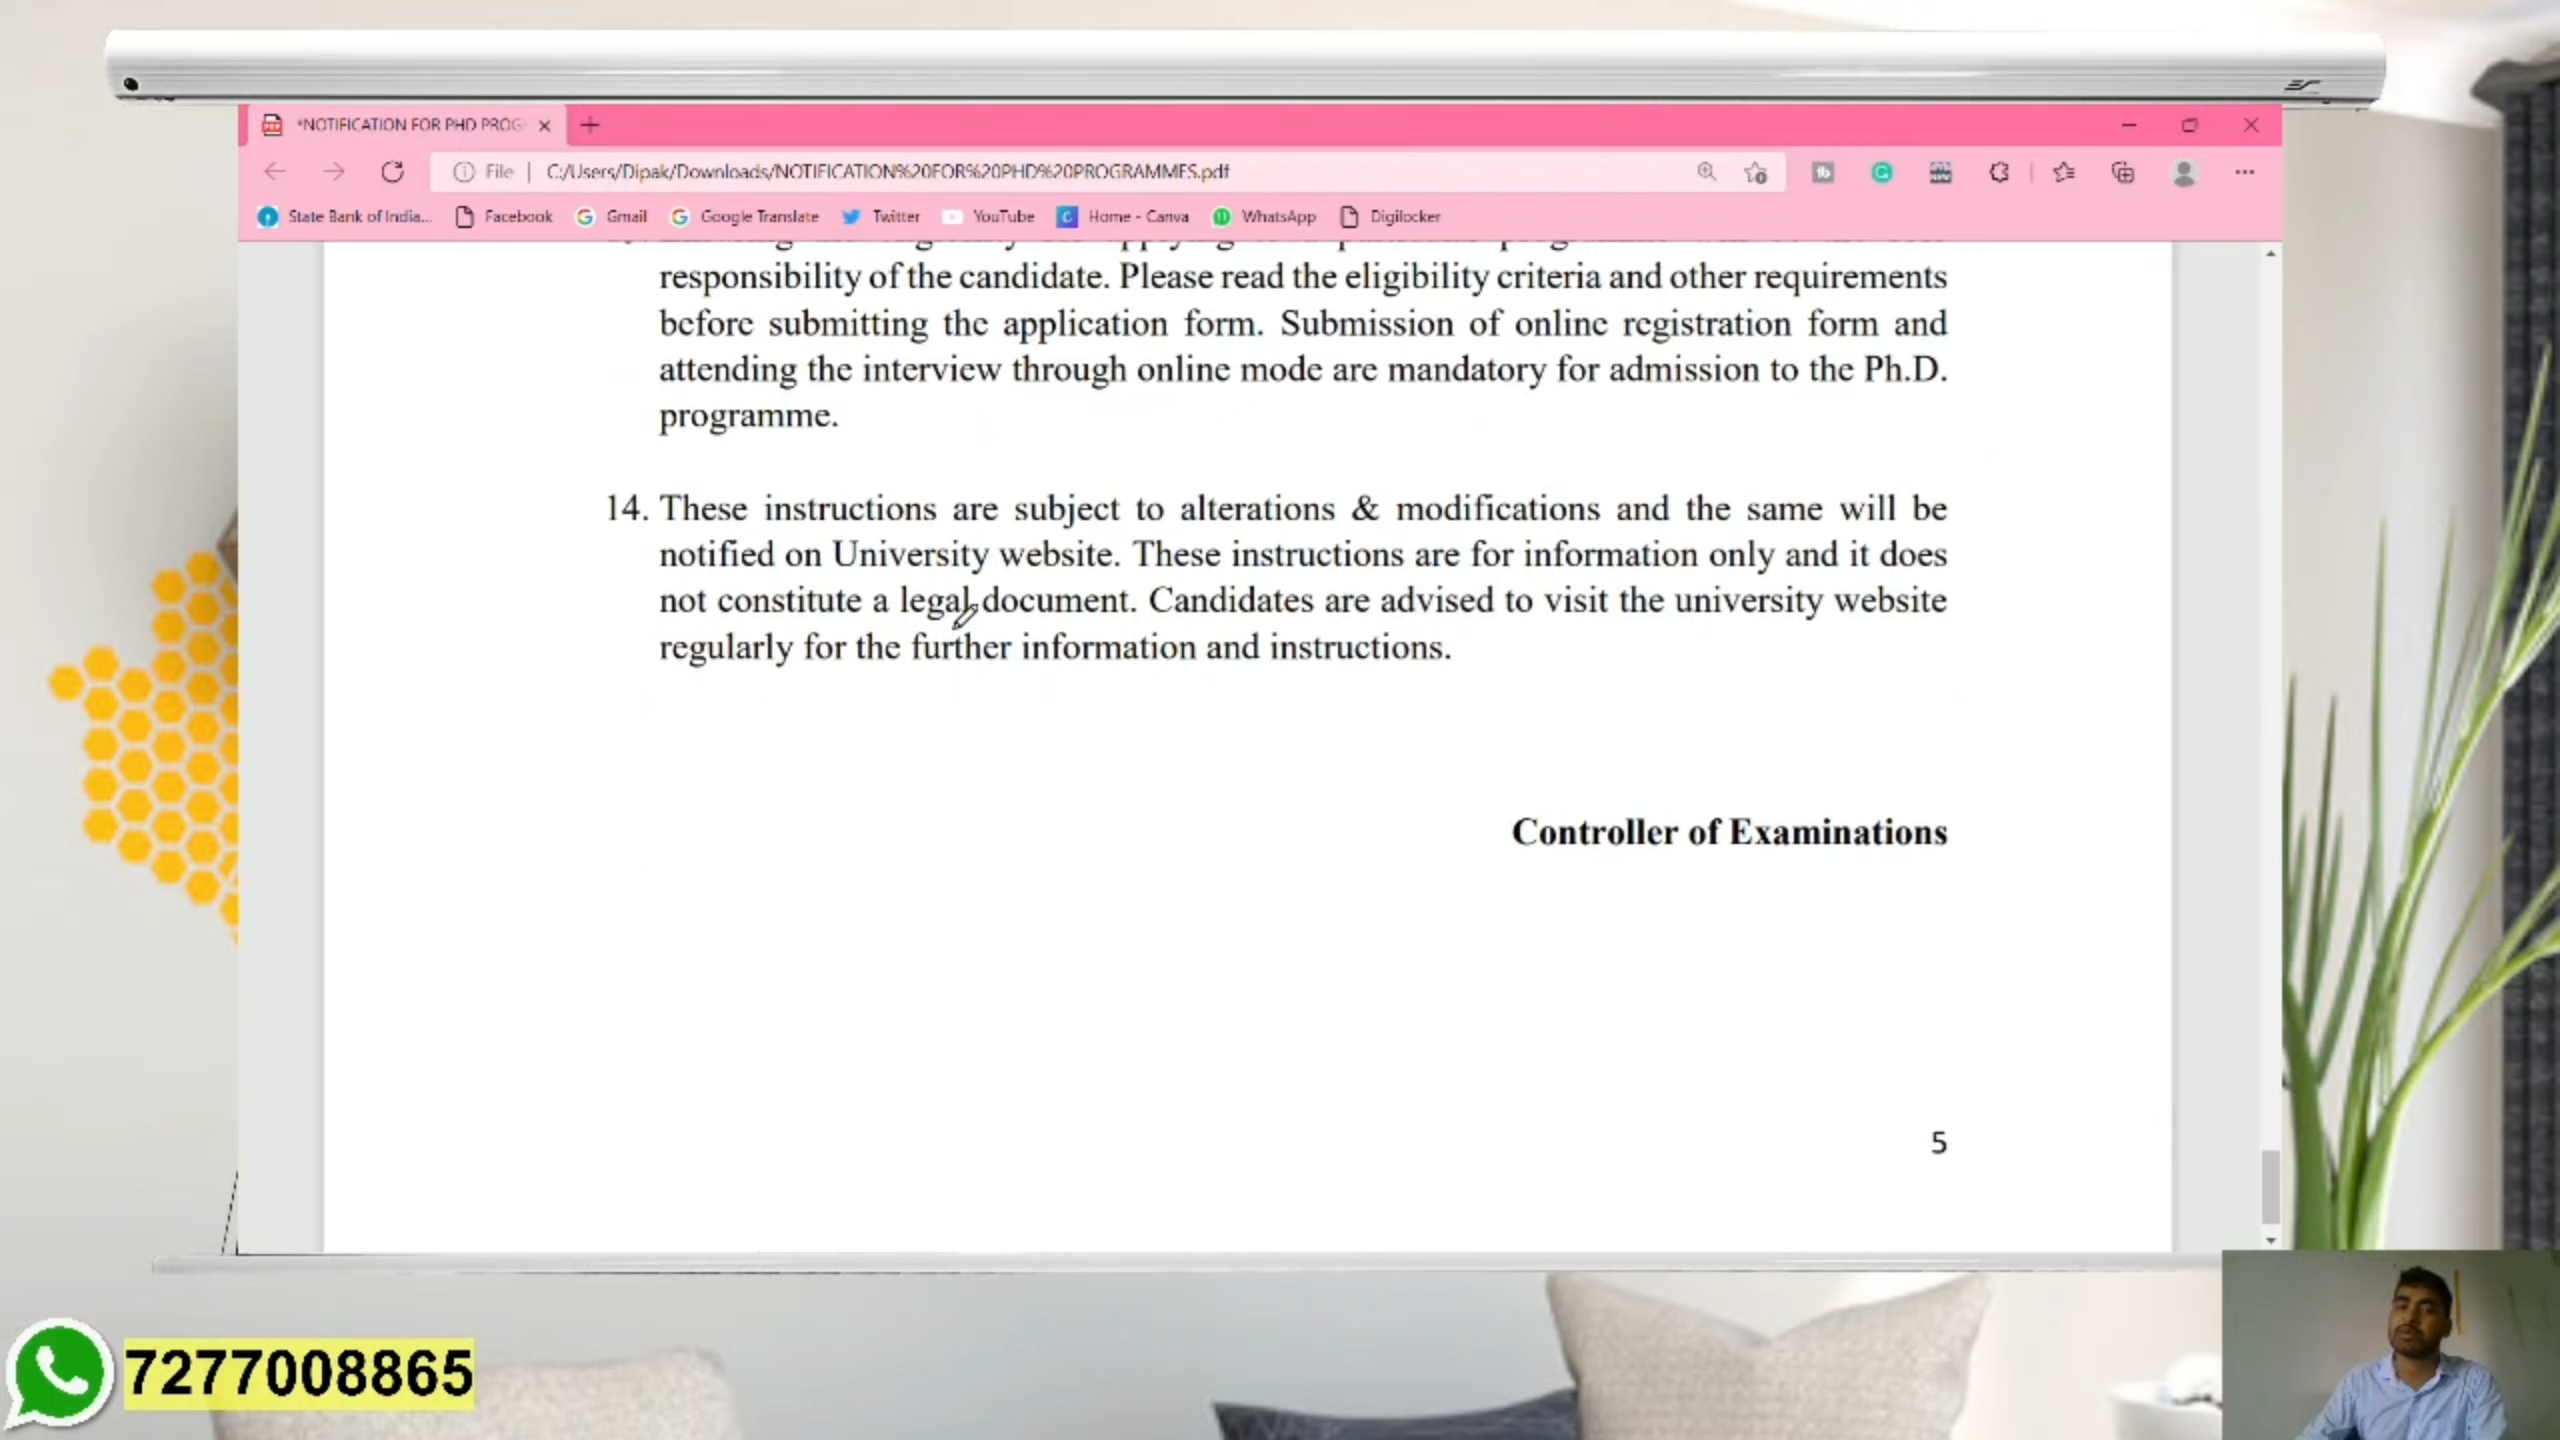 *NOTIFICATION FOR PHD PROG
File | C:/Users/Dipak/Downloads/NOTIFICATION%20FOR%20PHD%20PROGRAMMES.pdf
State Bank of India... Facebook Gmail Google Translate Twitter YouTube Home - Canva WhatsApp Digilocker
responsibility of the candidate. Please read the eligibility criteria and other requirements
before submitting the application form. Submission of online registration form and
attending the interview through online mode are mandatory for admission to the Ph.D.
programme.
14. These instructions are subject to alterations & modifications and the same will be
notified on University website. These instructions are for information only and it does
not constitute a legal document. Candidates are advised to visit the university website
regularly for the further information and instructions.
Controller of Examinations
5
7277008865